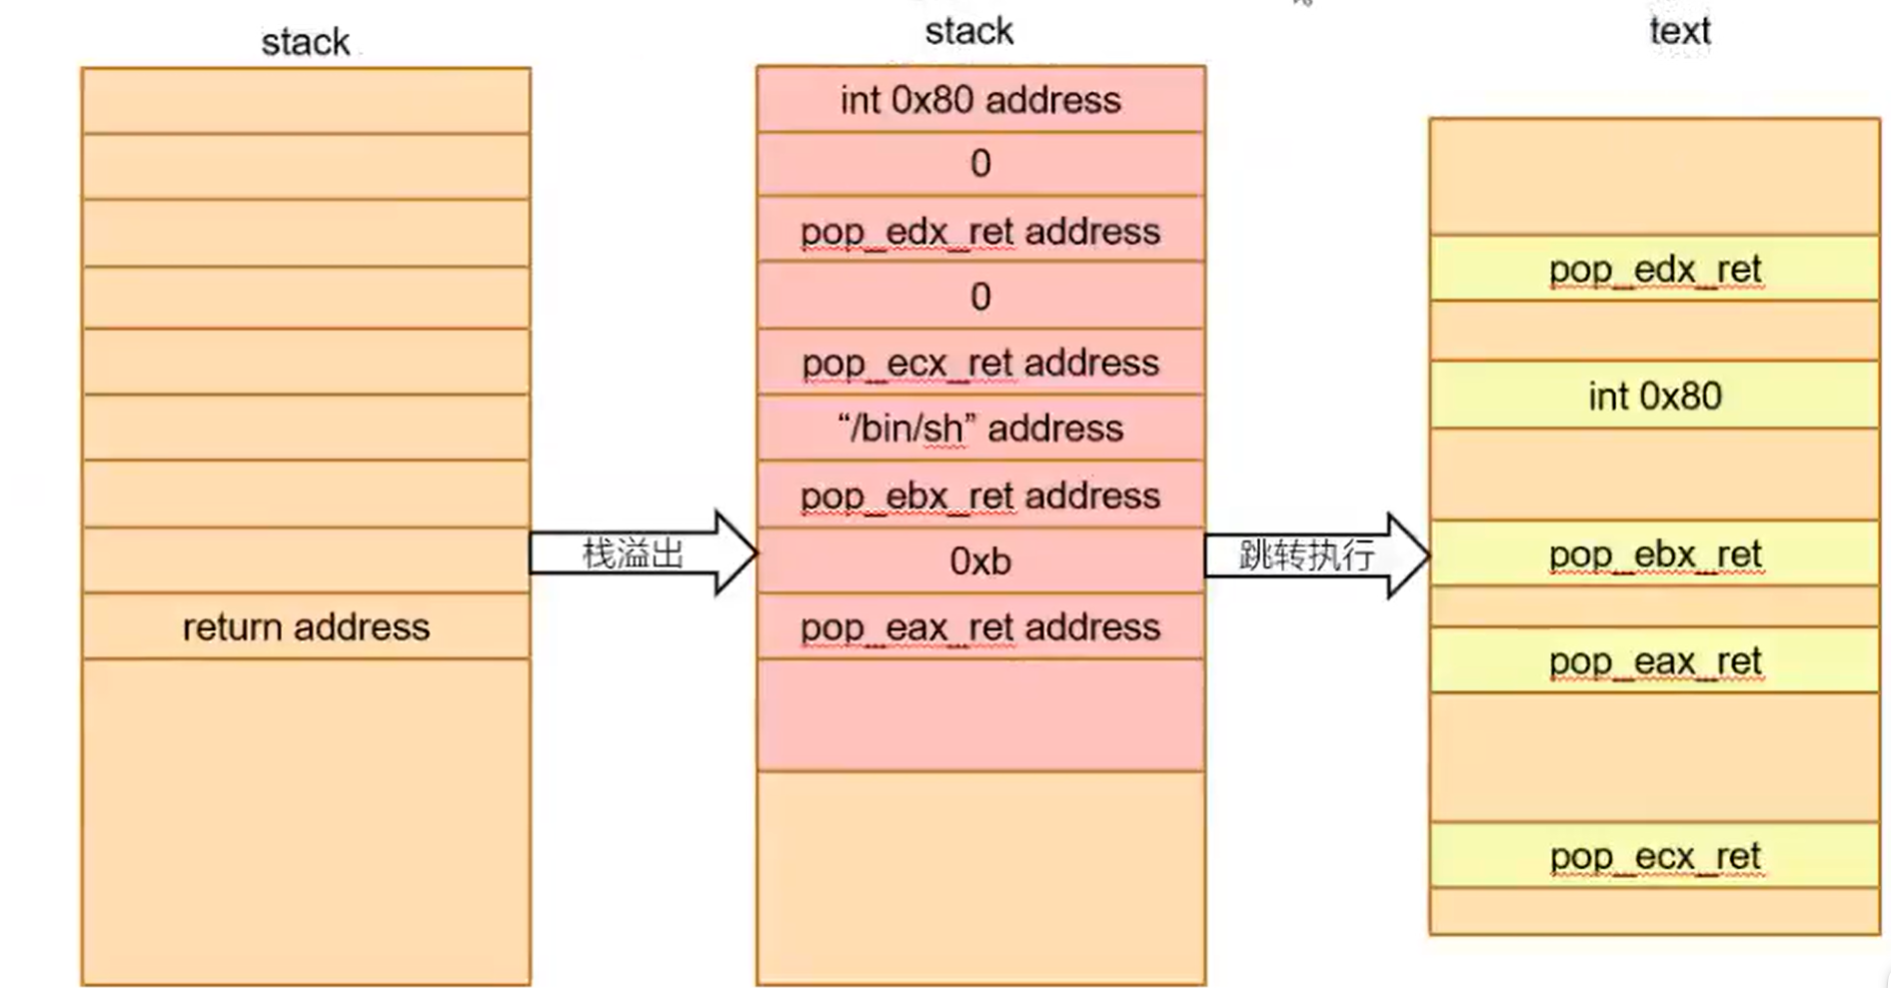 stack
return address
栈溢出
stack
int 0x80 address
0
pop_edx_ret address
0
pop_ecx_ret address
“/bin/sh” address
pop_ebx_ret address
0xb
pop_eax_ret address
跳转执行
text
pop_edx_ret
int 0x80
pop_ebx_ret
pop_eax_ret
pop_ecx_ret